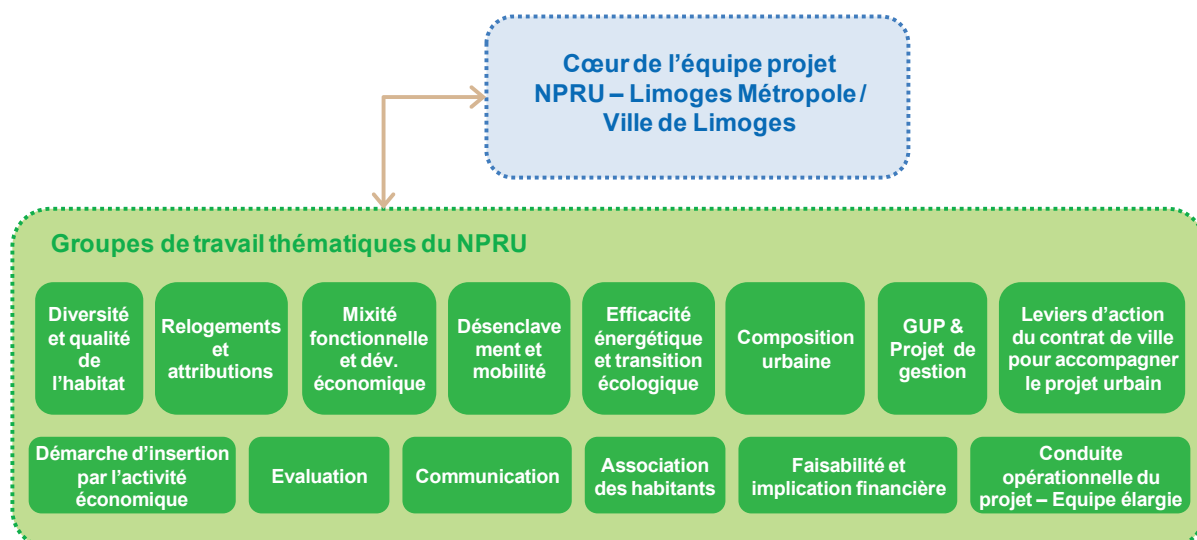 Cœur de l'équipe projet
NPRU – Limoges Métropole /
Ville de Limoges
Groupes de travail thématiques du NPRU
Diversité
et qualité
de
l'habitat
Relogements
et
attributions
Mixité
fonctionnelle
et dév.
économique
Désenclave
ment et
mobilité
Efficacité
énergétique
et transition
écologique
Composition
urbaine
GUP &
Projet de
gestion
Leviers d'action
du contrat de ville
pour accompagner
le projet urbain
Démarche d'insertion
par l'activité
économique
Evaluation
Communication
Association
des habitants
Faisabilité et
implication financière
Conduite
opérationnelle du
projet – Equipe élargie